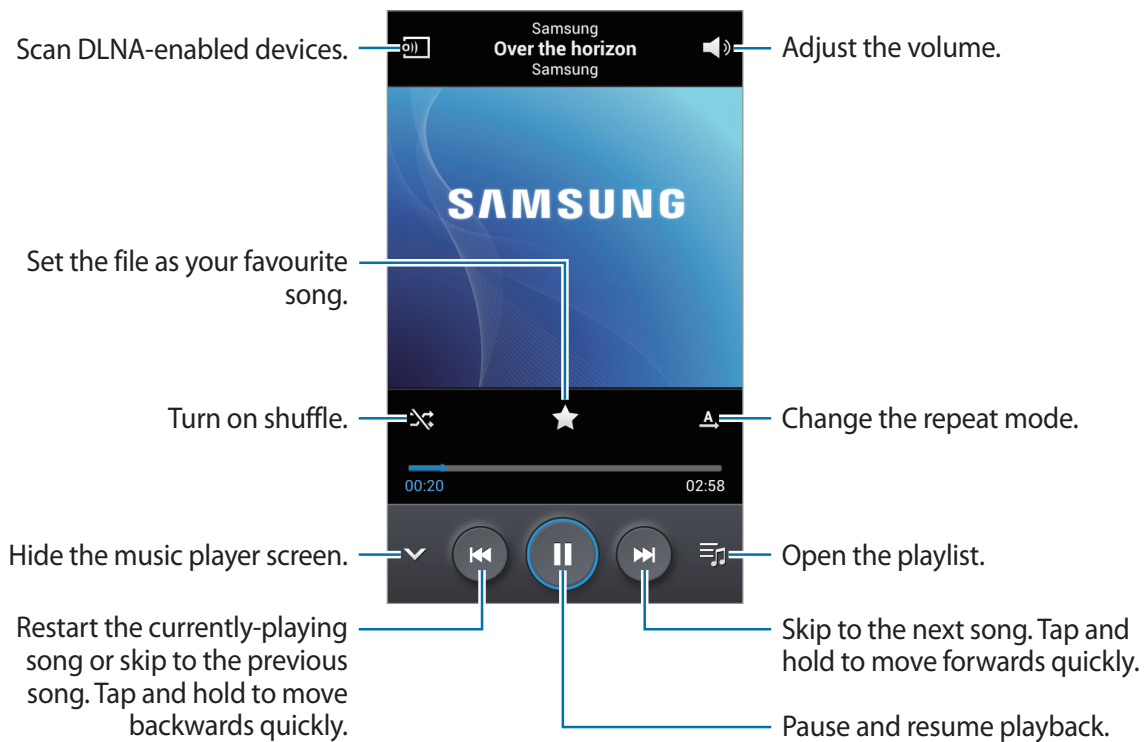 Samsung
Over the horizon
Samsung
Scan DLNA-enabled devices.
Adjust the volume.
SAMSUNG
Set the file as your favourite
song.
Turn on shuffle.
A
Change the repeat mode.
00:20
02:58
Hide the music player screen.
Open the playlist.
Restart the currently-playing
song or skip to the previous
song. Tap and hold to move
backwards quickly.
Skip to the next song. Tap and
hold to move forwards quickly.
Pause and resume playback.